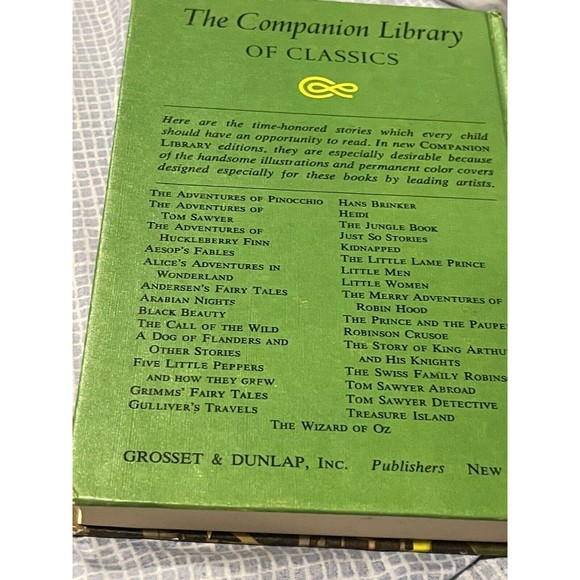 The Companion Library
OF CLASSICS
Here are the time-honored stories which every child
should have an opportunity to read. In new COMPANION
LIBRARY editions, they are especially desirable because
of the handsome illustrations and permanent color covers
designed especially for these books by leading artists.
THE ADVENTURES OF PINOCCHIO
THE ADVENTURES OF
TOM SAWYER
THE ADVENTURES OF
HUCKLEBERRY FINN
AESOP'S FABLES
ALICE'S ADVENTURES IN
WONDERLAND
ANDERSEN'S FAIRY TALES
ARABIAN NIGHTS
BLACK BEAUTY
THE CALL OF THE WILD
A DOG OF FLANDERS AND
OTHER STORIES
FIVE LITTLE PEPPERS
AND HOW THEY GREW
GRIMMS' FAIRY TALES
GULLIVER'S TRAVELS
HANS BRINKER
HEIDI
THE JUNGLE BOOK
JUST SO STORIES
KIDNAPPED
THE LITTLE LAME PRINCE
LITTLE MEN
LITTLE WOMEN
THE MERRY ADVENTURES OF
ROBIN HOOD
THE PRINCE AND THE PAUPE
ROBINSON CRUSOE
THE STORY OF KING ARTHU
AND HIS KNIGHTS
THE SWISS FAMILY ROBINS
TOM SAWYER ABROAD
TOM SAWYER DETECTIVE
TREASURE ISLAND
THE WIZARD OF OZ
GROSSET & DUNLAP, INC. Publishers NEW